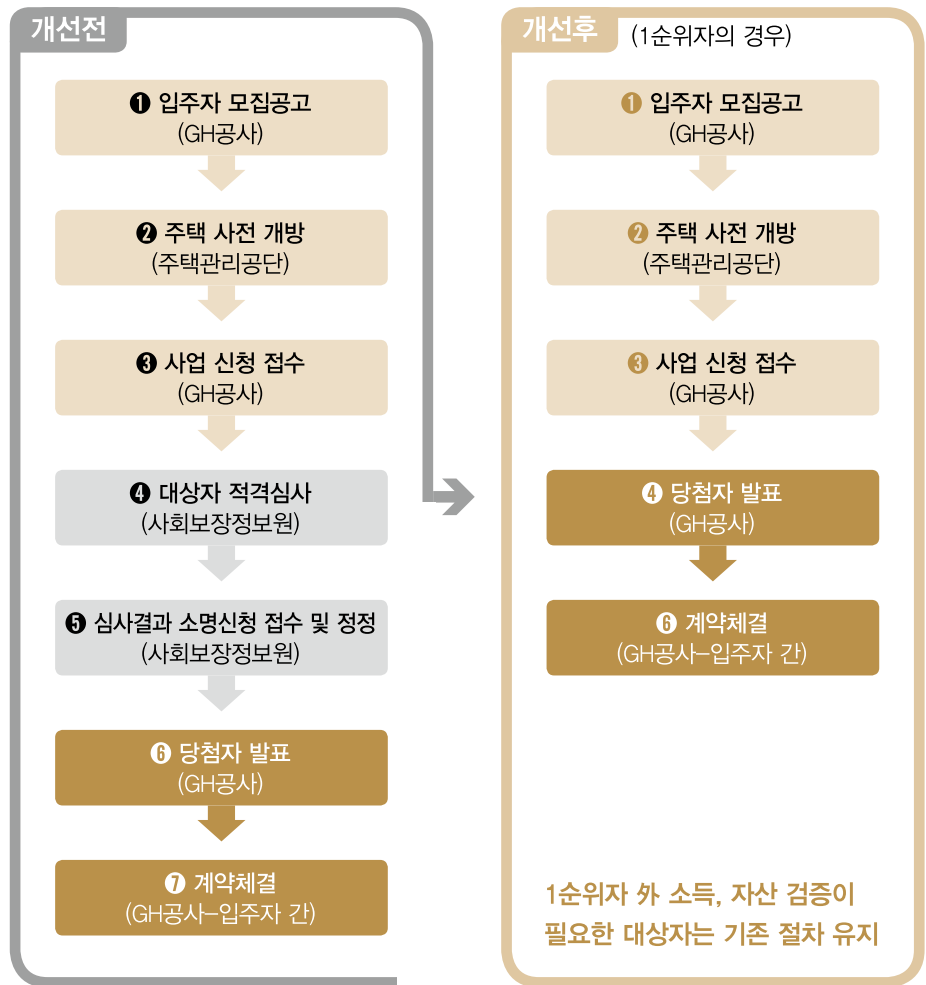 개선전
❶ 입주자 모집공고
(GH공사)
❷ 주택 사전 개방
(주택관리공단)
❸ 사업 신청 접수
(GH공사)
❹ 대상자 적격심사
(사회보장정보원)
❺ 심사결과 소명신청 접수 및 정정
(사회보장정보원)
❻ 당첨자 발표
(GH공사)
❼ 계약체결
(GH공사-입주자 간)
개선후 (1순위자의 경우)
❶ 입주자 모집공고
(GH공사)
❷ 주택 사전 개방
(주택관리공단)
❸ 사업 신청 접수
(GH공사)
❹ 당첨자 발표
(GH공사)
❻ 계약체결
(GH공사-입주자 간)
1순위자 外 소득, 자산 검증이
필요한 대상자는 기존 절차 유지